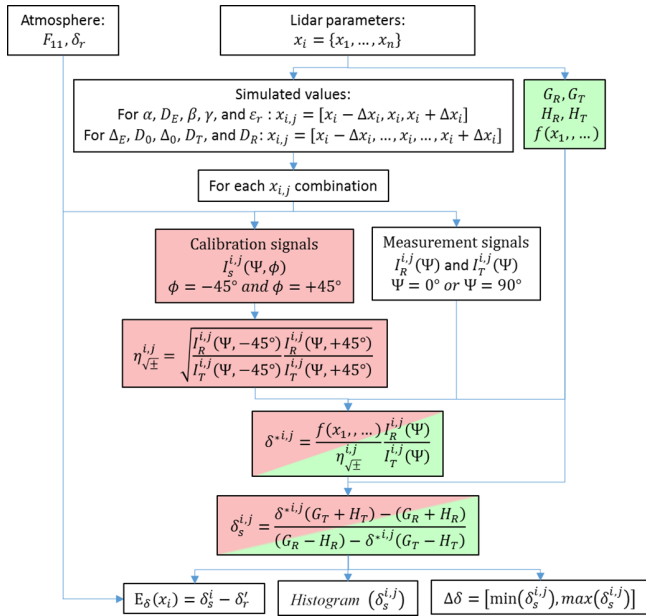 Atmosphere:
F₁₁, δᵣ
Lidar parameters:
xᵢ = {x₁, … , xₙ}
Simulated values:
For α, D_E, β, γ, and εᵣ : x_{i,j} = [xᵢ − Δxᵢ, xᵢ, xᵢ + Δxᵢ]
For Δ_E, D₀, Δ₀, D_T, and D_R: x_{i,j} = [xᵢ − Δxᵢ, … , xᵢ, … , xᵢ + Δxᵢ]
G_R, G_T
H_R, H_T
f(x₁, , … )
For each x_{i,j} combination
Calibration signals
I_s^{i,j}(Ψ, ϕ)
ϕ = −45° and ϕ = +45°
Measurement signals
I_R^{i,j}(Ψ) and I_T^{i,j}(Ψ)
Ψ = 0° or Ψ = 90°
η_{√±}^{i,j} = √(I_R^{i,j}(Ψ, −45°) I_R^{i,j}(Ψ, +45°) / I_T^{i,j}(Ψ, −45°) I_T^{i,j}(Ψ, +45°))
δ*^{i,j} = f(x₁, , … )/η_{√±}^{i,j} I_R^{i,j}(Ψ)/I_T^{i,j}(Ψ)
δ_s^{i,j} = δ*^{i,j}(G_T + H_T) − (G_R + H_R) / (G_R − H_R) − δ*^{i,j}(G_T − H_T)
E_δ(xᵢ) = δ_s^i − δ_r′
Histogram (δ_s^{i,j})
Δδ = [min(δ_s^{i,j}), max(δ_s^{i,j})]